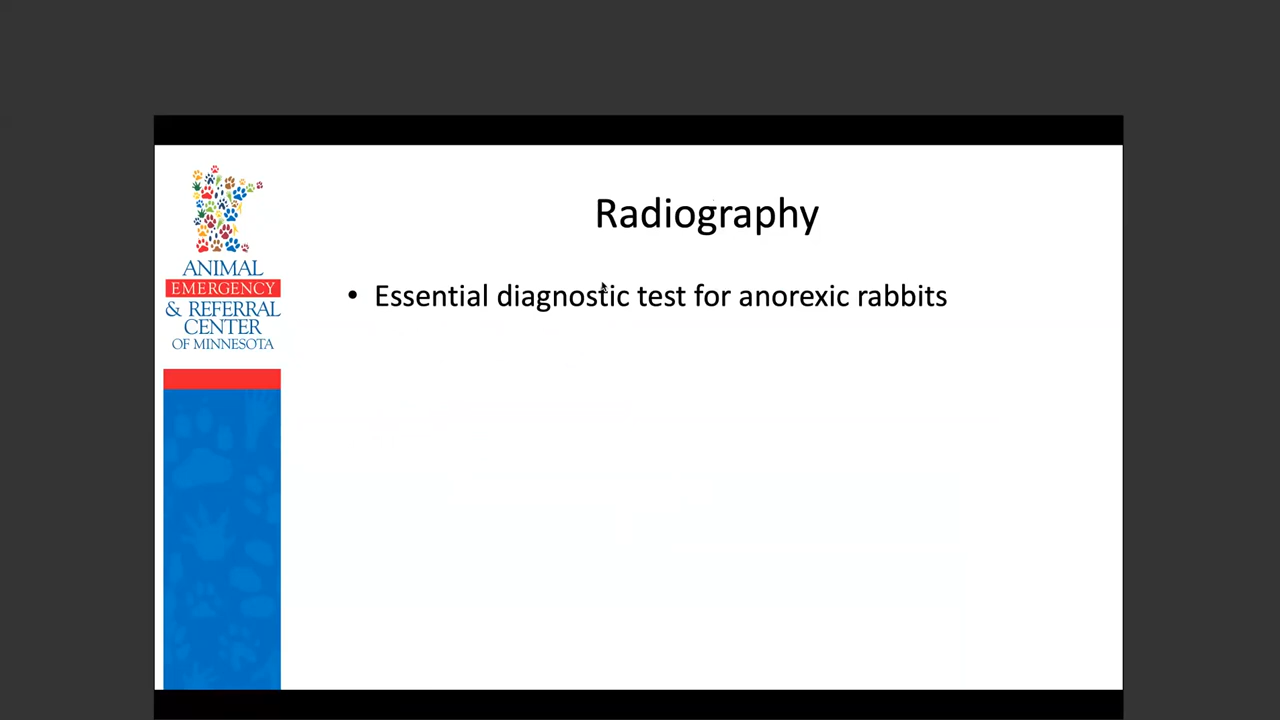 Radiography
• Essential diagnostic test for anorexic rabbits
ANIMAL
EMERGENCY
& REFERRAL
CENTER
OF MINNESOTA